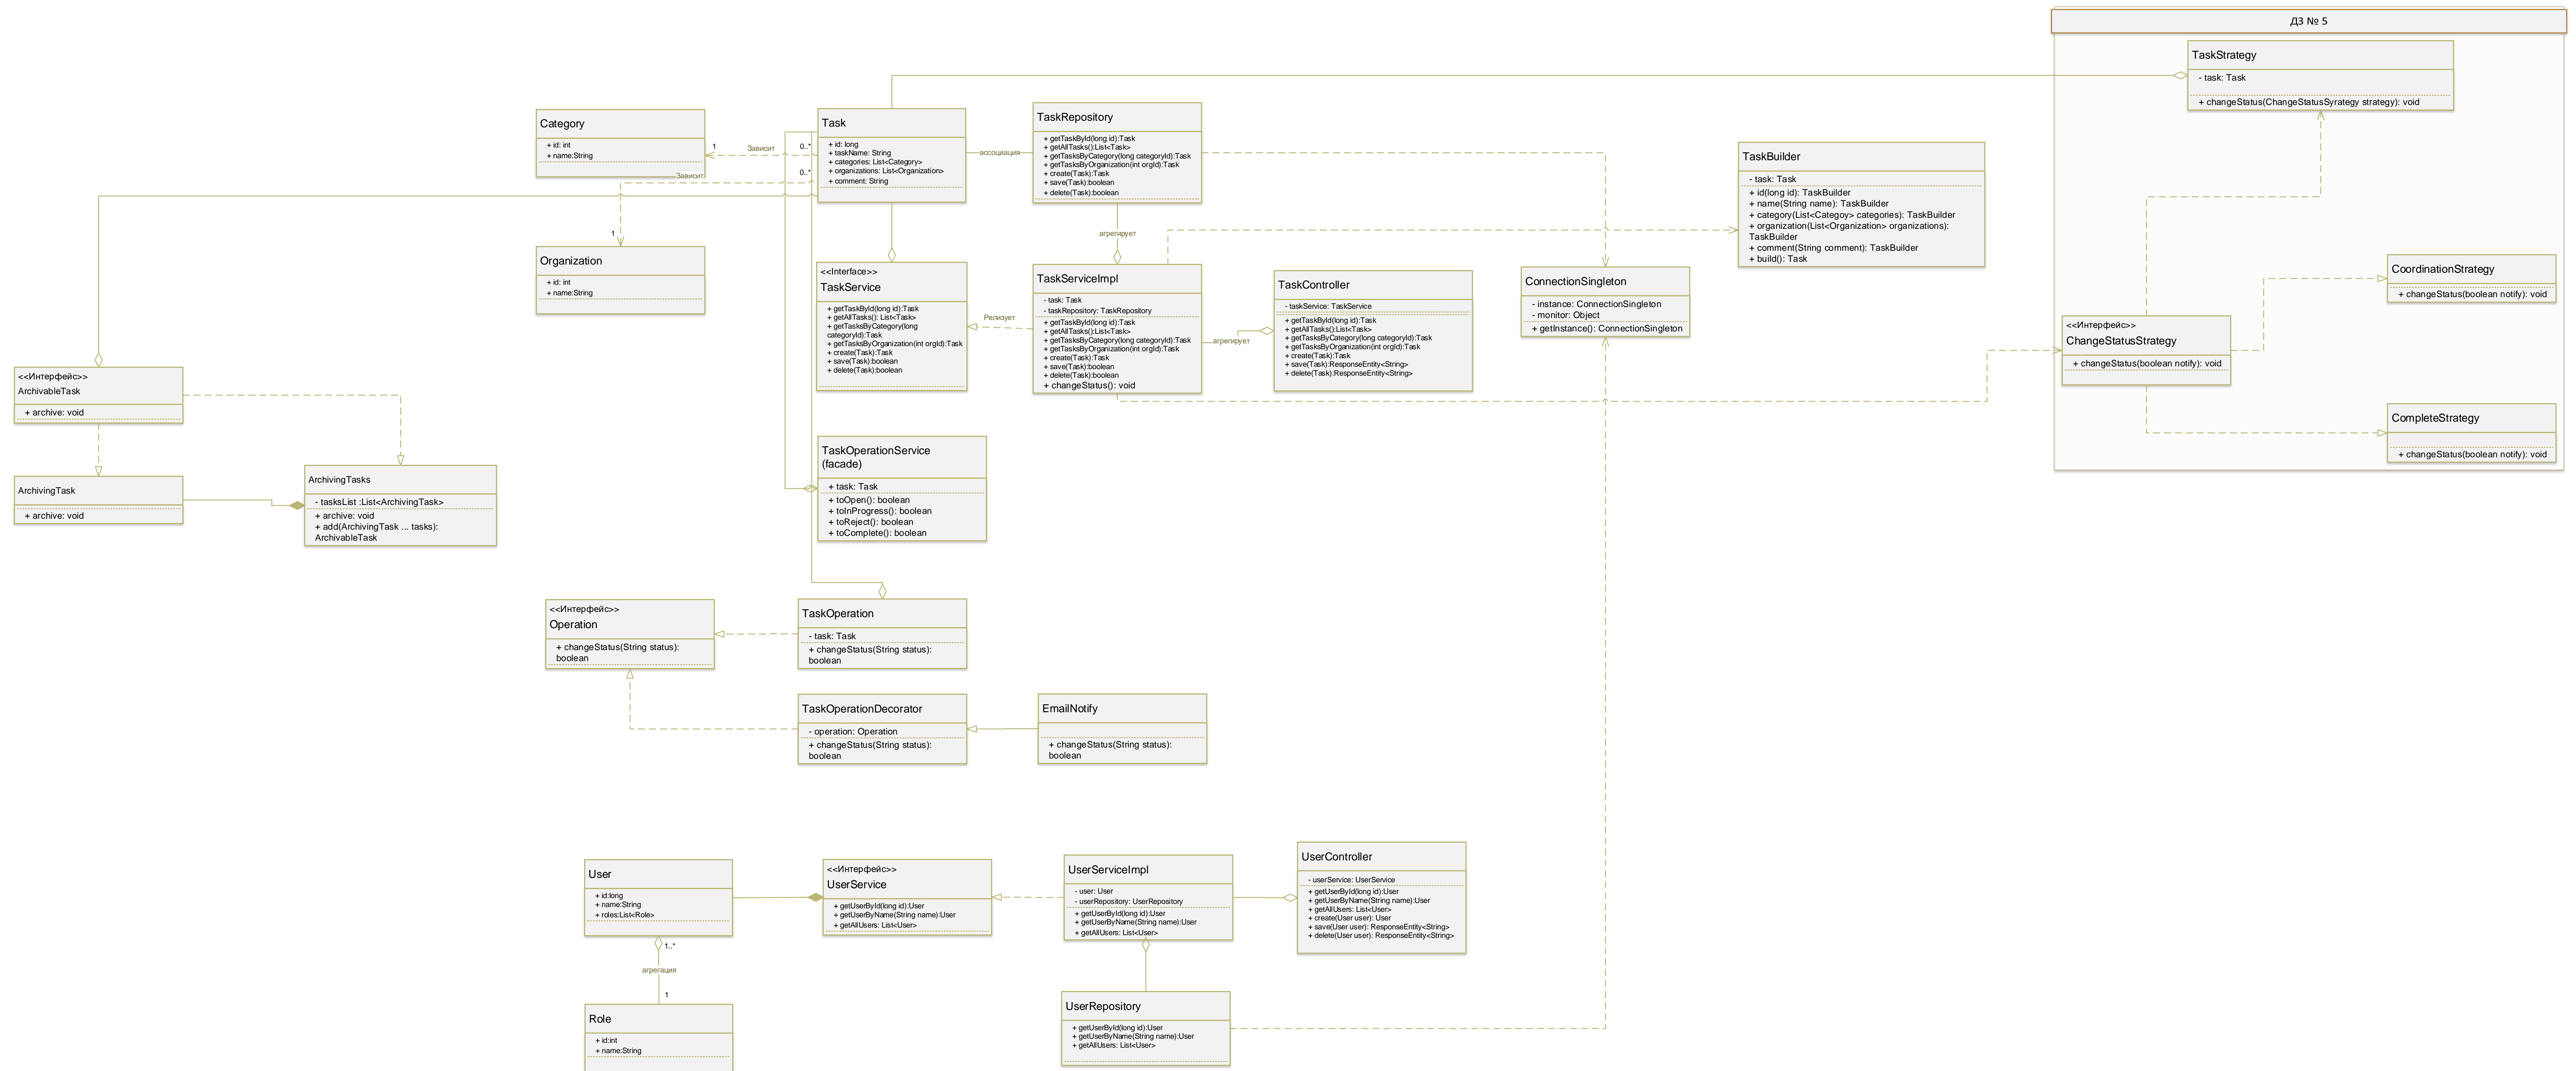 ДЗ № 5
TaskStrategy
- task: Task
+ changeStatus(ChangeStatusSyrategy strategy): void
Category
+ id: int
+ name:String
Зависит
1
0..*
Зависит
0..*
1
Task
+ id: long
+ taskName: String
+ categories: List<Category>
+ organizations: List<Organization>
+ comment: String
ассоциация
TaskRepository
+ getTaskById(long id):Task
+ getAllTasks():List<Task>
+ getTasksByCategory(long categoryId):Task
+ getTasksByOrganization(int orgId):Task
+ create(Task):Task
+ save(Task):boolean
+ delete(Task):boolean
агрегирует
TaskBuilder
- task: Task
+ id(long id): TaskBuilder
+ name(String name): TaskBuilder
+ category(List<Categoy> categories): TaskBuilder
+ organization(List<Organization> organizations):
TaskBuilder
+ comment(String comment): TaskBuilder
+ build(): Task
Organization
+ id: int
+ name:String
<<Interface>>
TaskService
+ getTaskById(long id):Task
+ getAllTasks(): List<Task>
+ getTasksByCategory(long
categoryId):Task
+ getTasksByOrganization(int orgId):Task
+ create(Task):Task
+ save(Task):boolean
+ delete(Task):boolean
Релизует
TaskServiceImpl
- task: Task
- taskRepository: TaskRepository
+ getTaskById(long id):Task
+ getAllTasks():List<Task>
+ getTasksByCategory(long categoryId):Task
+ getTasksByOrganization(int orgId):Task
+ create(Task):Task
+ save(Task):boolean
+ delete(Task):boolean
+ changeStatus(): void
агрегирует
TaskController
- taskService: TaskService
+ getTaskById(long id):Task
+ getAllTasks():List<Task>
+ getTasksByCategory(long categoryId):Task
+ getTasksByOrganization(int orgId):Task
+ create(Task):Task
+ save(Task):ResponseEntity<String>
+ delete(Task):ResponseEntity<String>
ConnectionSingleton
- instance: ConnectionSingleton
- monitor: Object
+ getInstance(): ConnectionSingleton
CoordinationStrategy
+ changeStatus(boolean notify): void
<<Интерфейс>>
ChangeStatusStrategy
+ changeStatus(boolean notify): void
CompleteStrategy
+ changeStatus(boolean notify): void
<<Интерфейс>>
ArchivableTask
+ archive: void
ArchivingTask
+ archive: void
ArchivingTasks
- tasksList :List<ArchivingTask>
+ archive: void
+ add(ArchivingTask ... tasks):
ArchivableTask
TaskOperationService
(facade)
+ task: Task
+ toOpen(): boolean
+ toInProgress(): boolean
+ toReject(): boolean
+ toComplete(): boolean
<<Интерфейс>>
Operation
+ changeStatus(String status):
boolean
TaskOperation
- task: Task
+ changeStatus(String status):
boolean
TaskOperationDecorator
- operation: Operation
+ changeStatus(String status):
boolean
EmailNotify
+ changeStatus(String status):
boolean
User
+ id:long
+ name:String
+ roles:List<Role>
1..*
агрегация
1
Role
+ id:int
+ name:String
<<Интерфейс>>
UserService
+ getUserById(long id):User
+ getUserByName(String name):User
+ getAllUsers: List<User>
UserServiceImpl
- user: User
- userRepository: UserRepository
+ getUserById(long id):User
+ getUserByName(String name):User
+ getAllUsers: List<User>
UserController
- userService: UserService
+ getUserById(long id):User
+ getUserByName(String name):User
+ getAllUsers: List<User>
+ create(User user): User
+ save(User user): ResponseEntity<String>
+ delete(User user): ResponseEntity<String>
UserRepository
+ getUserById(long id):User
+ getUserByName(String name):User
+ getAllUsers: List<User>